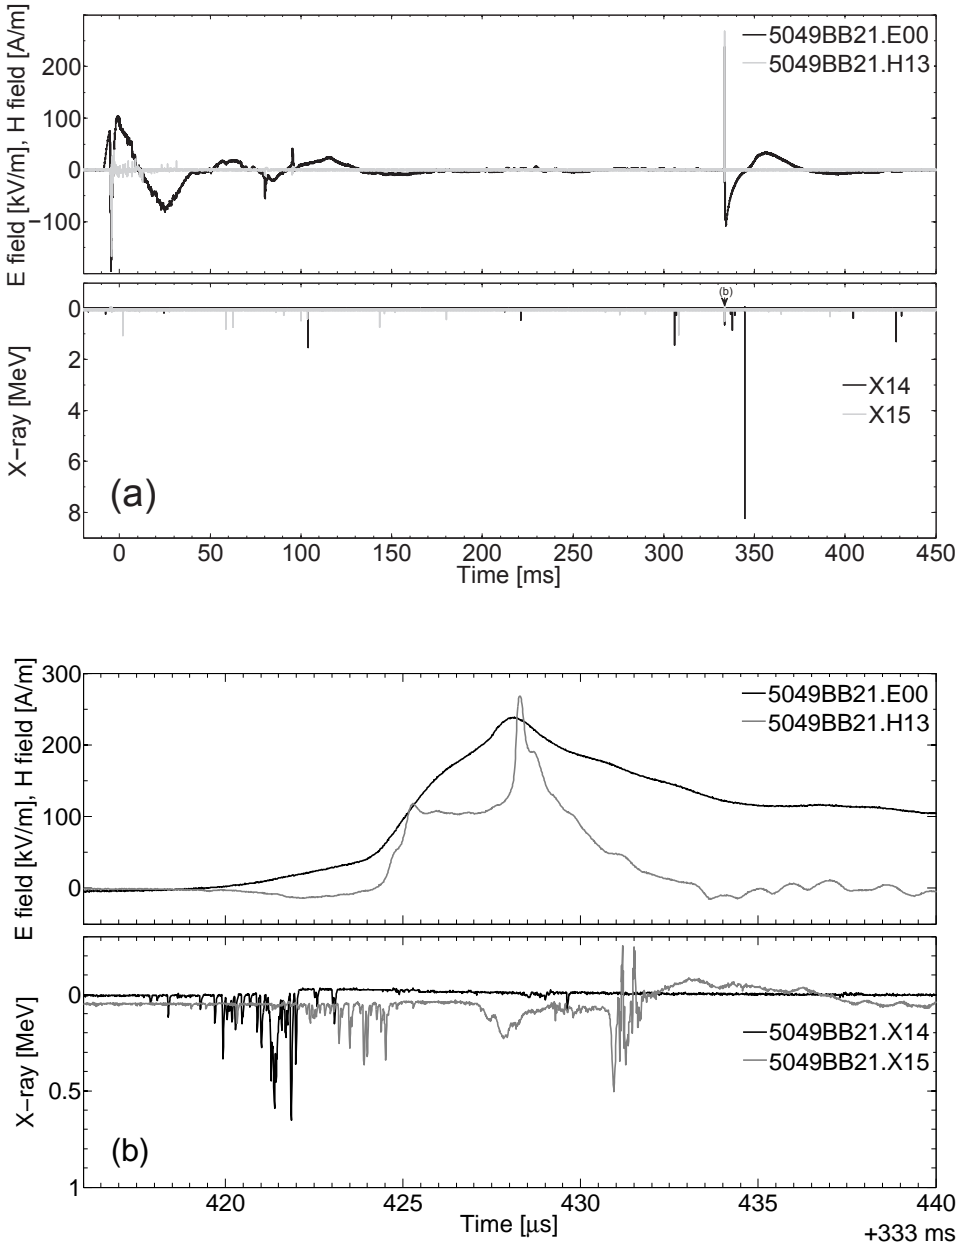 E field [kV/m], H field [A/m]
200
100
0
−100
5049BB21.E00
5049BB21.H13
X−ray [MeV]
0
2
4
6
8
(b)
X14
X15
(a)
0 50 100 150 200 250 300 350 400 450
Time [ms]
E field [kV/m], H field [A/m]
300
200
100
0
5049BB21.E00
5049BB21.H13
X−ray [MeV]
0
0.5
1
5049BB21.X14
5049BB21.X15
(b)
420 425 430 435 440
Time [µs]
+333 ms